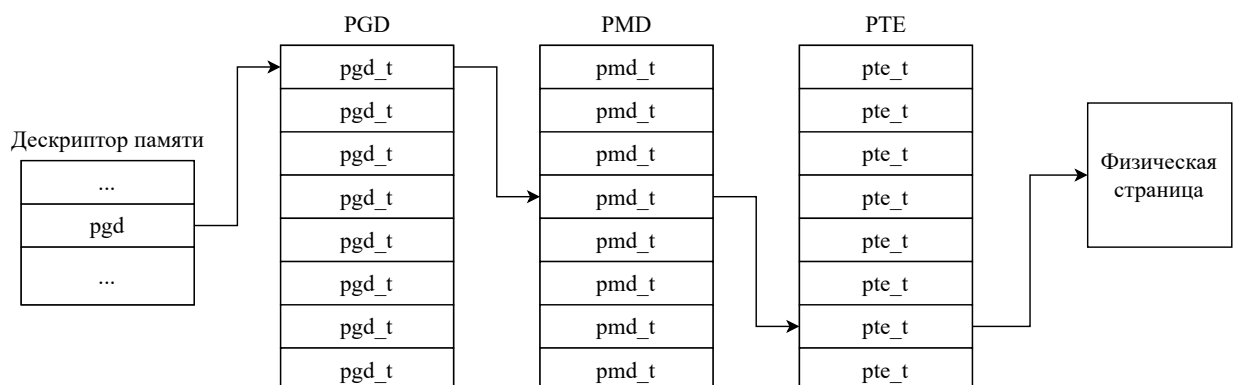 PGD
PMD
PTE
Дескриптор памяти
...
pgd
...
pgd_t
pgd_t
pgd_t
pgd_t
pgd_t
pgd_t
pgd_t
pgd_t
pmd_t
pmd_t
pmd_t
pmd_t
pmd_t
pmd_t
pmd_t
pmd_t
pte_t
pte_t
pte_t
pte_t
pte_t
pte_t
pte_t
pte_t
Физическая
страница